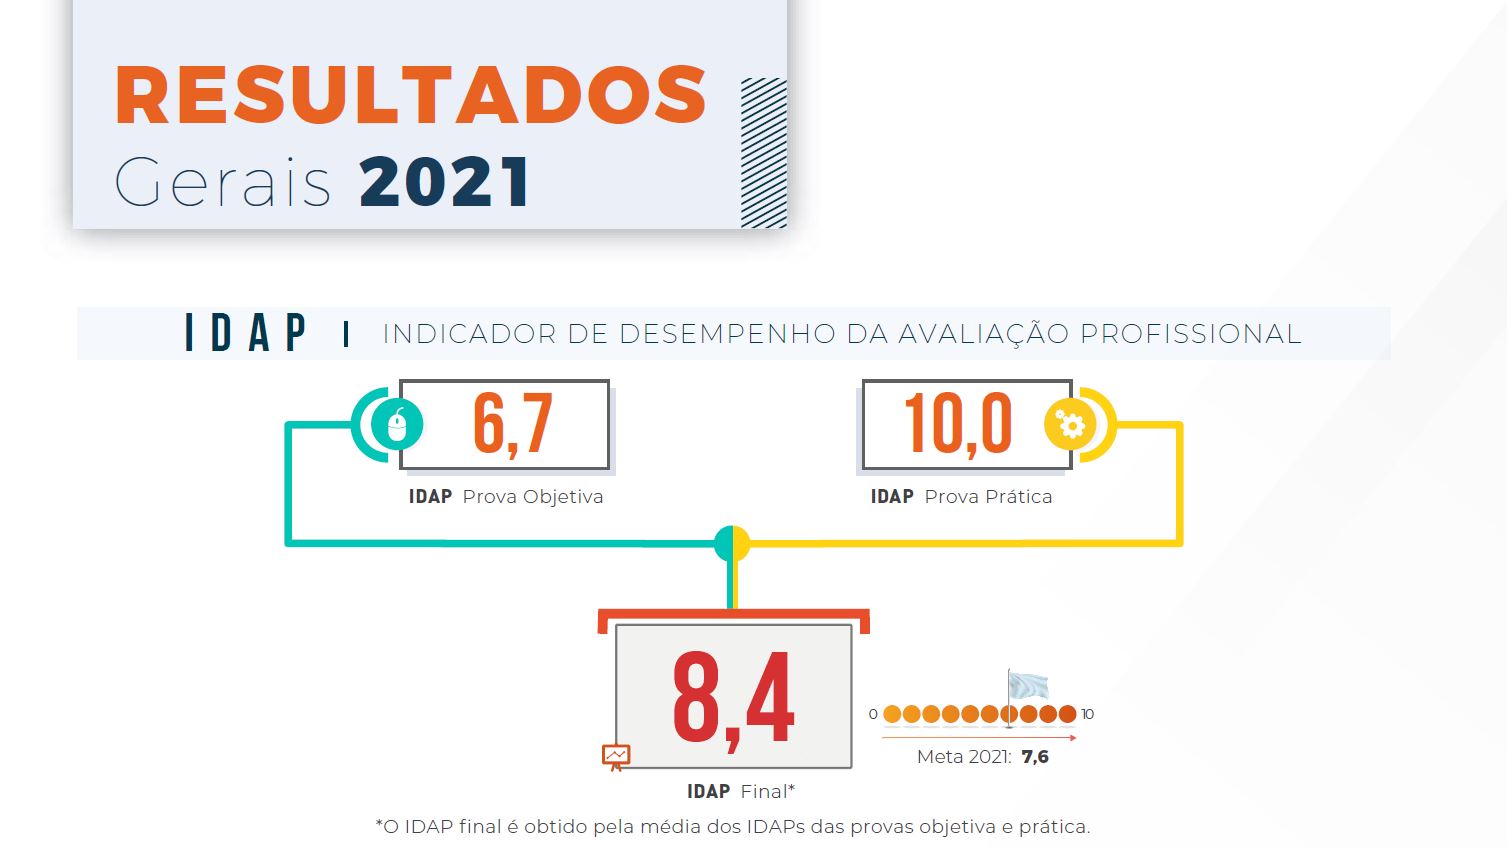 RESULTADOS
Gerais 2021
IDAP | INDICADOR DE DESEMPENHO DA AVALIAÇÃO PROFISSIONAL
6,7
10,0
IDAP Prova Objetiva
IDAP Prova Prática
8,4
0
10
Meta 2021: 7,6
IDAP Final*
*O IDAP final é obtido pela média dos IDAPs das provas objetiva e prática.